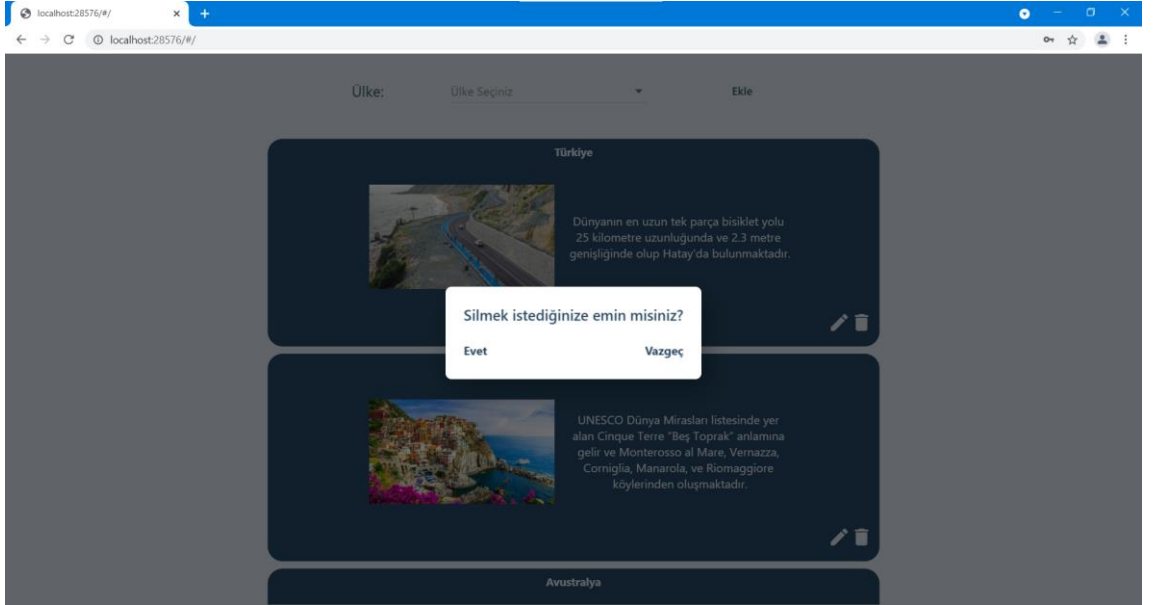 localhost:28576/#/
localhost:28576/#/
Ülke:
Ülke Seçiniz
Ekle
Türkiye
Dünyanın en uzun tek parça bisiklet yolu
25 kilometre uzunluğunda ve 2.3 metre
genişliğinde olup Hatay'da bulunmaktadır.
Silmek istediğinize emin misiniz?
Evet
Vazgeç
UNESCO Dünya Mirasları listesinde yer
alan Cinque Terre "Beş Toprak" anlamına
gelir ve Monterosso al Mare, Vernazza,
Corniglia, Manarola, ve Riomaggiore
köylerinden oluşmaktadır.
Avustralya